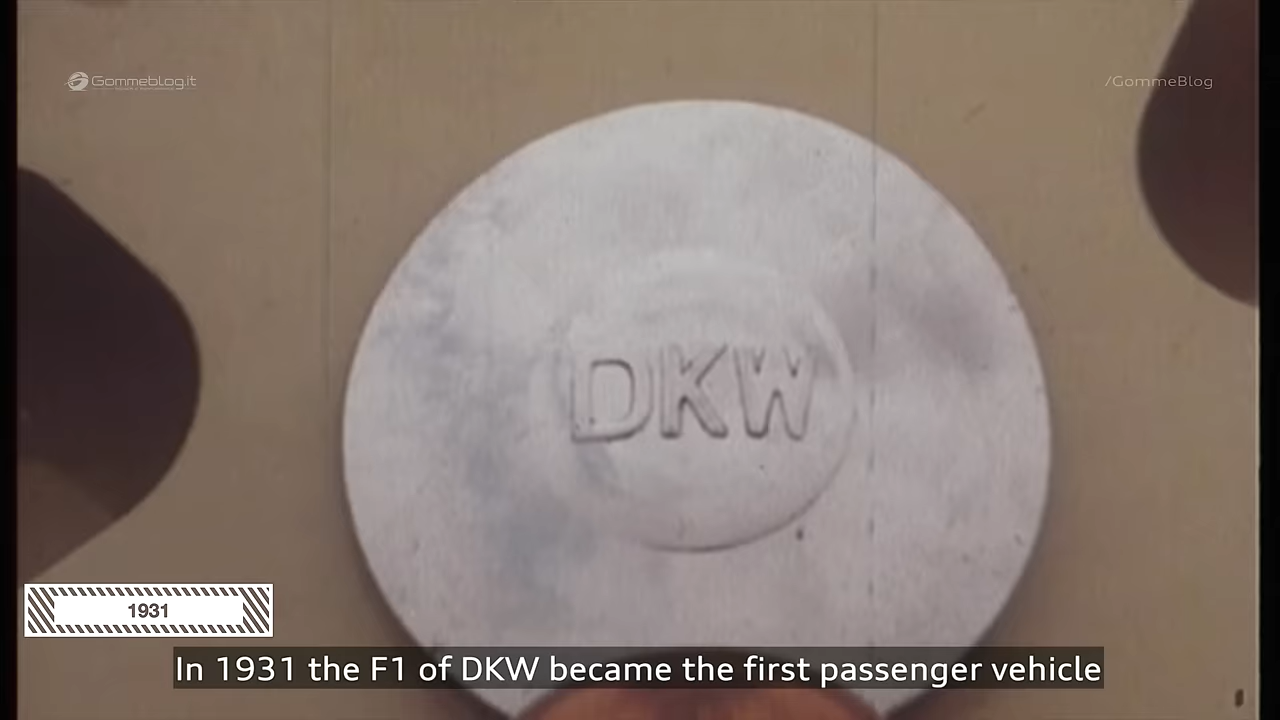 Gommeblog.it
/GommeBlog
DKW
1931
In 1931 the F1 of DKW became the first passenger vehicle